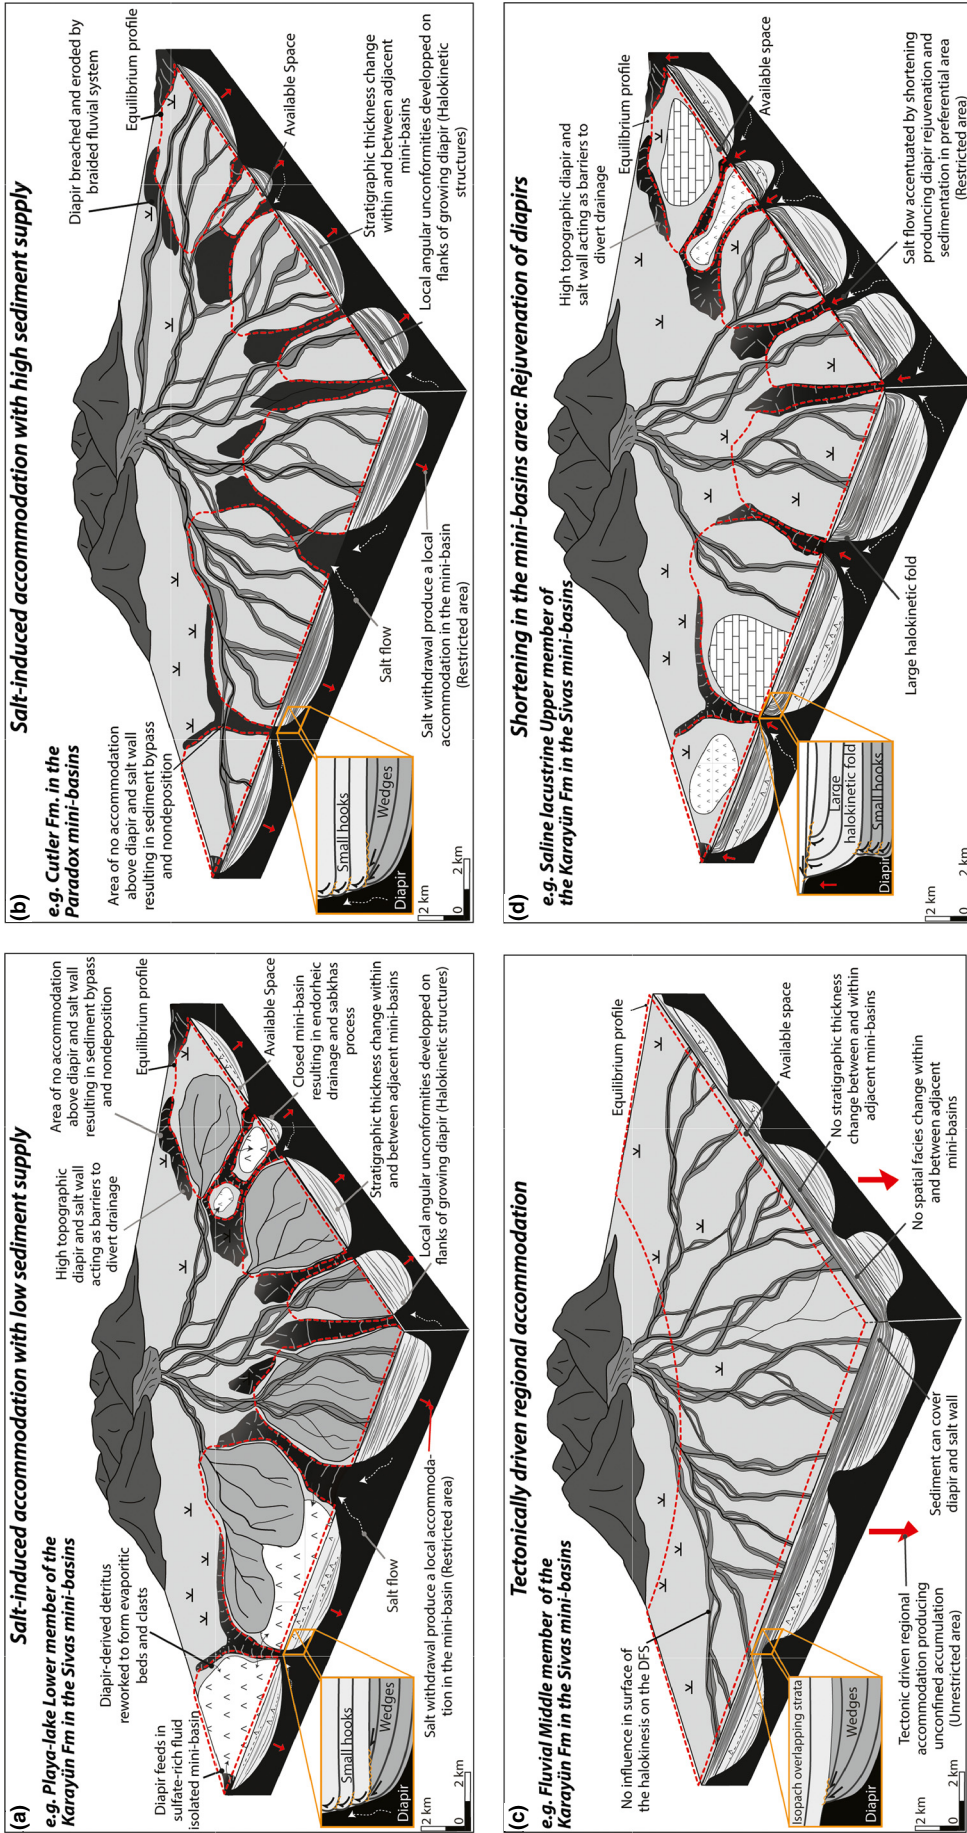 (a)
Salt-induced accommodation with low sediment supply
e.g. Playa-lake Lower member of the
Karayün Fm in the Sivas mini-basins
Diapir feeds in
sulfate-rich fluid
isolated mini-basin
Diapir-derived detritus
reworked to form evaporitic
beds and clasts
High topographic
diapir and salt wall
acting as barriers to
divert drainage
Area of no accommodation
above diapir and salt wall
resulting in sediment bypass
and nondeposition
Equilibrium profile
Available Space
Closed mini-basin
resulting in endorheic
drainage and sabkhas
process
Stratigraphic thickness change within
and between adjacent mini-basins
Local angular unconformities developped on
flanks of growing diapir (Halokinetic structures)
Salt flow
Salt withdrawal produce a local accommoda-
tion in the mini-basin (Restricted area)
Small hooks
Wedges
Diapir
2 km
0
2 km
(b)
Salt-induced accommodation with high sediment supply
e.g. Cutler Fm. in the
Paradox mini-basins
Area of no accommodation
above diapir and salt wall
resulting in sediment bypass
and nondeposition
Diapir breached and eroded by
braided fluvial system
Equilibrium profile
Available Space
Stratigraphic thickness change
within and between adjacent
mini-basins
Local angular unconformities developped on
flanks of growing diapir (Halokinetic
structures)
Salt flow
Salt withdrawal produce a local
accommodation in the mini-basin
(Restricted area)
Small hooks
Wedges
Diapir
2 km
0
2 km
(c)
Tectonically driven regional accommodation
e.g. Fluvial Middle member of the
Karayün Fm in the Sivas mini-basins
No influence in surface of
the halokinesis on the DFS
Equilibrium profile
Available space
No stratigraphic thickness
change between and within
adjacent mini-basins
No spatial facies change within
and between adjacent
mini-basins
Sediment can cover
diapir and salt wall
Tectonic driven regional
accommodation producing
unconfined accumulation
(Unrestricted area)
Isopach overlapping strata
Wedges
Diapir
2 km
0
2 km
(d)
Shortening in the mini-basins area: Rejuvenation of diapirs
e.g. Saline lacustrine Upper member of
the Karayün Fm in the Sivas mini-basins
High topographic diapir and
salt wall acting as barriers to
divert drainage
Equilibrium profile
Available space
Salt flow accentuated by shortening
produncing diapir rejuvenation and
sedimentation in preferential area
(Restricted area)
Large halokinetic fold
Large
halokinetic fold
Small hooks
Diapir
2 km
0
2 km